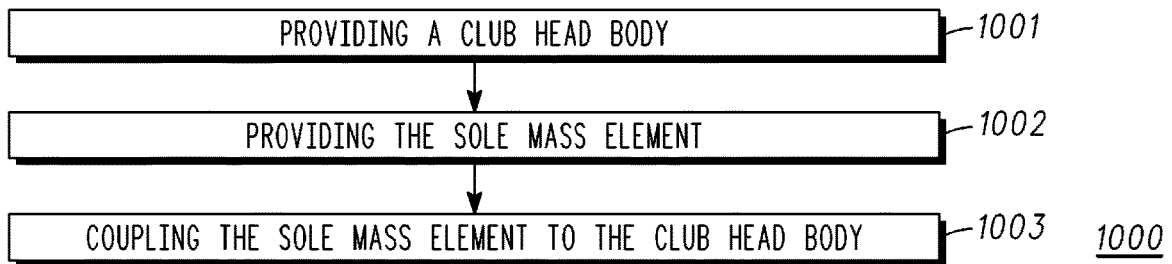 PROVIDING A CLUB HEAD BODY 1001
PROVIDING THE SOLE MASS ELEMENT 1002
COUPLING THE SOLE MASS ELEMENT TO THE CLUB HEAD BODY 1003
1000